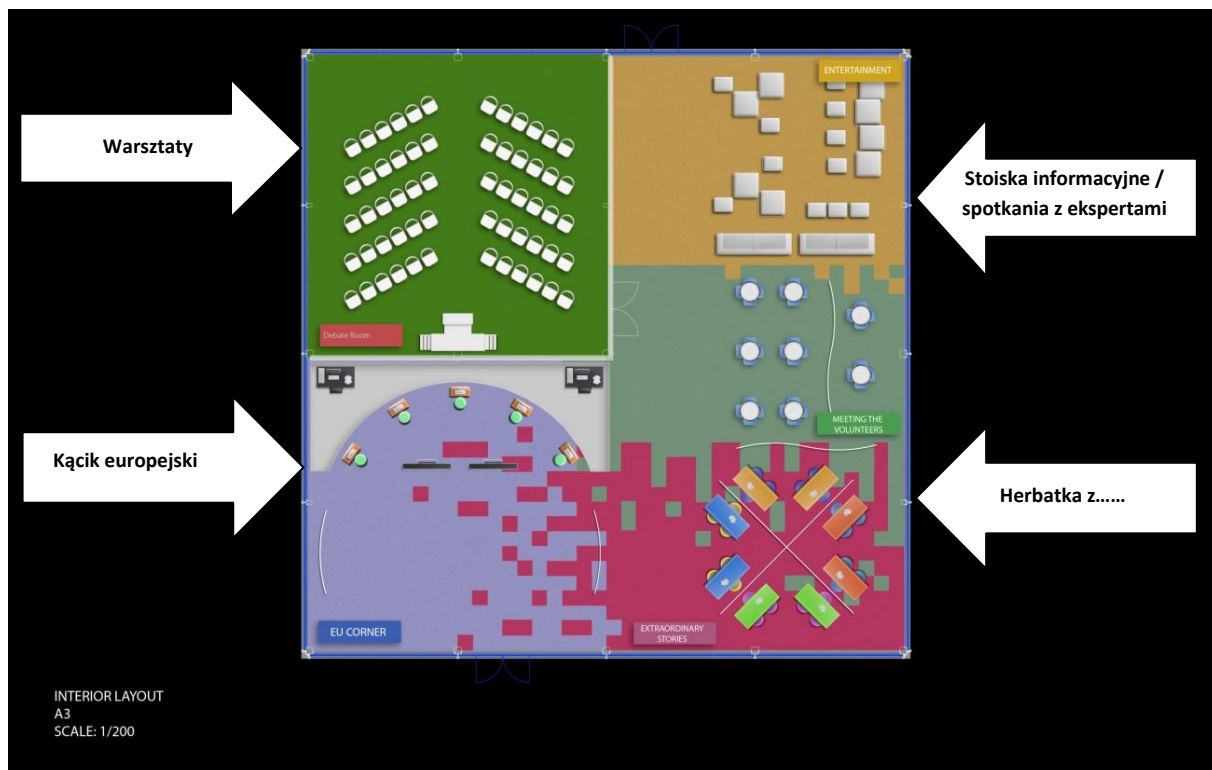 ENTERTAINMENT
Warsztaty
Stoiska informacyjne /
spotkania z ekspertami
Debate Room
MEETING THE
VOLUNTEERS
Kącik europejski
Herbatka z......
EU CORNER
EXTRAORDINARY
STORIES
INTERIOR LAYOUT
A3
SCALE: 1/200